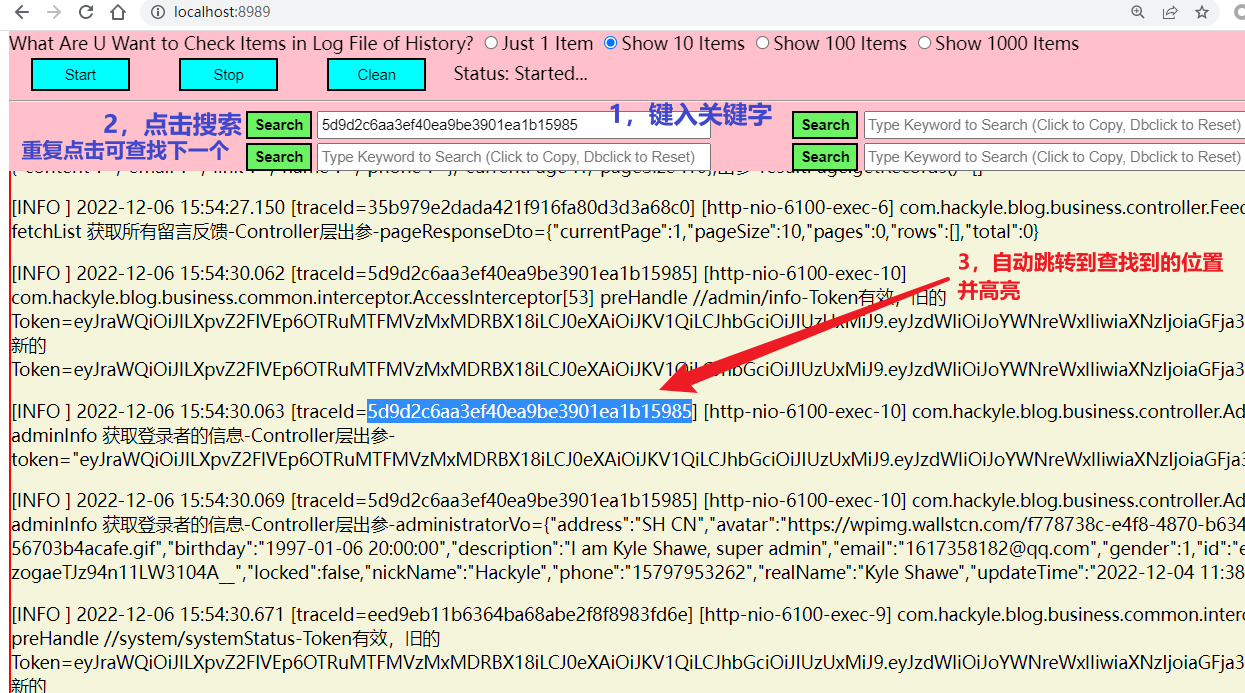 localhost:8989
What Are U Want to Check Items in Log File of History? Just 1 Item Show 10 Items Show 100 Items Show 1000 Items
Start Stop Clean Status: Started...
2，点击搜索 Search 5d9d2c6aa3ef40ea9be3901ea1b15985 1，键入关键字 Search Type Keyword to Search (Click to Copy, Dbclick to Reset)
重复点击可查找下一个 Search Type Keyword to Search (Click to Copy, Dbclick to Reset) Search Type Keyword to Search (Click to Copy, Dbclick to Reset)
[INFO ] 2022-12-06 15:54:27.150 [traceId=35b979e2dada421f916fa80d3d3a68c0] [http-nio-6100-exec-6] com.hackyle.blog.business.controller.Feed
fetchList 获取所有留言反馈-Controller层出参-pageResponseDto={"currentPage":1,"pageSize":10,"pages":0,"rows":[],"total":0}
3，自动跳转到查找到的位置
并高亮
[INFO ] 2022-12-06 15:54:30.062 [traceId=5d9d2c6aa3ef40ea9be3901ea1b15985] [http-nio-6100-exec-10]
com.hackyle.blog.business.common.interceptor.AccessInterceptor[53] preHandle //admin/info-Token有效，旧的
新的
[INFO ] 2022-12-06 15:54:30.063 [traceId=5d9d2c6aa3ef40ea9be3901ea1b15985] [http-nio-6100-exec-10] com.hackyle.blog.business.controller.Ad
adminInfo 获取登录者的信息-Controller层出参-
[INFO ] 2022-12-06 15:54:30.069 [traceId=5d9d2c6aa3ef40ea9be3901ea1b15985] [http-nio-6100-exec-10] com.hackyle.blog.business.controller.Ad
adminInfo 获取登录者的信息-Controller层出参-administratorVo={"address":"SH CN","avatar":"https://wpimg.wallstcn.com/f778738c-e4f8-4870-b634
56703b4acafe.gif","birthday":"1997-01-06 20:00:00","description":"I am Kyle Shawe, super admin","email":"1617358182@qq.com","gender":1,"id":"e
zogaeTJz94n11LW3104A__","locked":false,"nickName":"Hackyle","phone":"15797953262","realName":"Kyle Shawe","updateTime":"2022-12-04 11:38
[INFO ] 2022-12-06 15:54:30.671 [traceId=eed9eb11b6364ba68abe2f8f8983fd6e] [http-nio-6100-exec-9] com.hackyle.blog.business.common.interc
preHandle //system/systemStatus-Token有效，旧的
新的